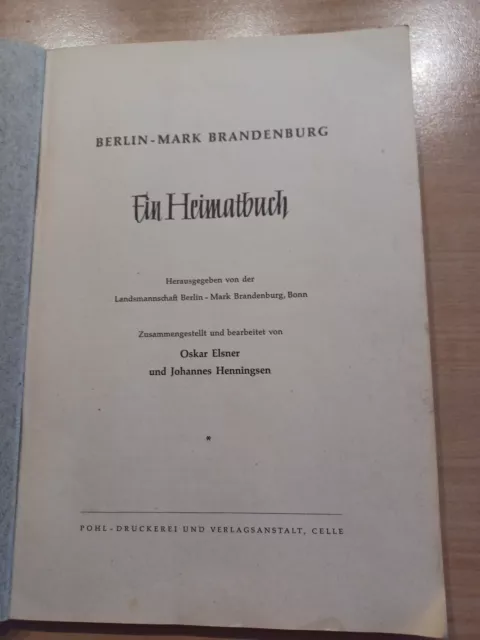 BERLIN - MARK BRANDENBURG
Ein Heimatbuch
Herausgegeben von der
Landsmannschaft Berlin - Mark Brandenburg, Bonn
Zusammengestellt und bearbeitet von
Oskar Elsner
und Johannes Henningsen
*
POHL - DRUCKEREI UND VERLAGSANSTALT, CELLE